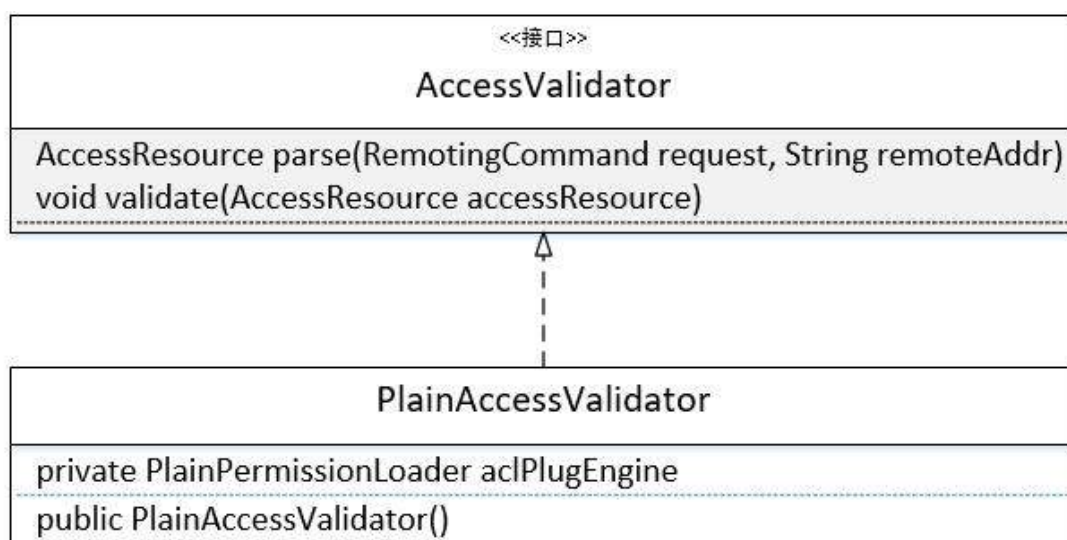 <<接口>>
AccessValidator
AccessResource parse(RemotingCommand request, String remoteAddr)
void validate(AccessResource accessResource)
PlainAccessValidator
private PlainPermissionLoader aclPlugEngine
public PlainAccessValidator()